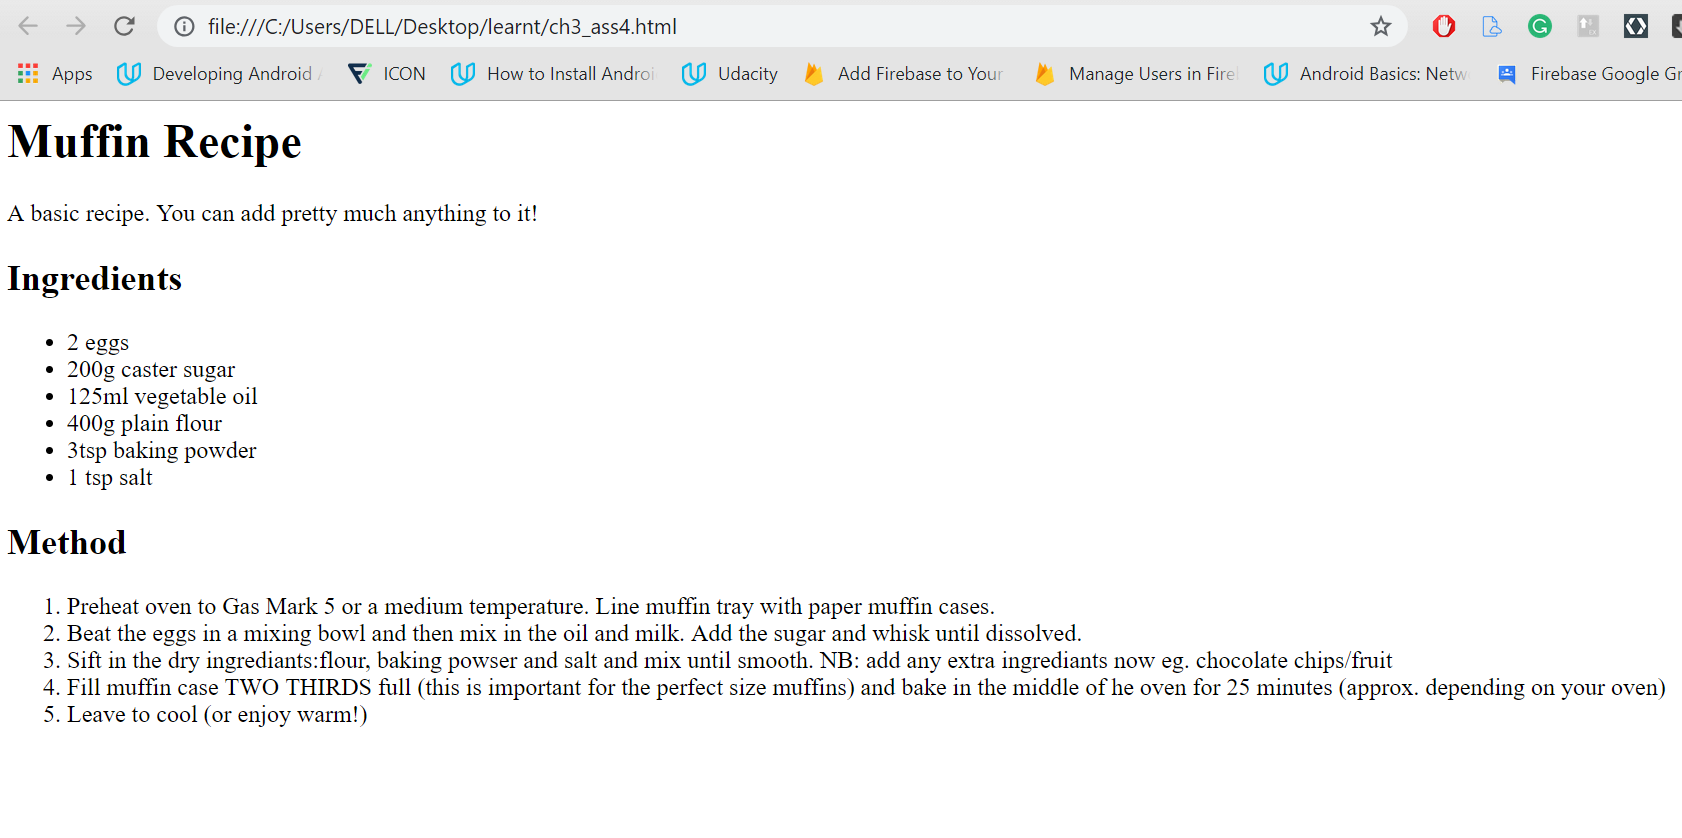 file:///C:/Users/DELL/Desktop/learnt/ch3_ass4.html
Apps Developing Android ICON How to Install Androi Udacity Add Firebase to Your Manage Users in Fire Android Basics: Netw Firebase Google Gr
Muffin Recipe
A basic recipe. You can add pretty much anything to it!
Ingredients
• 2 eggs
• 200g caster sugar
• 125ml vegetable oil
• 400g plain flour
• 3tsp baking powder
• 1 tsp salt
Method
1. Preheat oven to Gas Mark 5 or a medium temperature. Line muffin tray with paper muffin cases.
2. Beat the eggs in a mixing bowl and then mix in the oil and milk. Add the sugar and whisk until dissolved.
3. Sift in the dry ingrediants:flour, baking powser and salt and mix until smooth. NB: add any extra ingrediants now eg. chocolate chips/fruit
4. Fill muffin case TWO THIRDS full (this is important for the perfect size muffins) and bake in the middle of he oven for 25 minutes (approx. depending on your oven)
5. Leave to cool (or enjoy warm!)